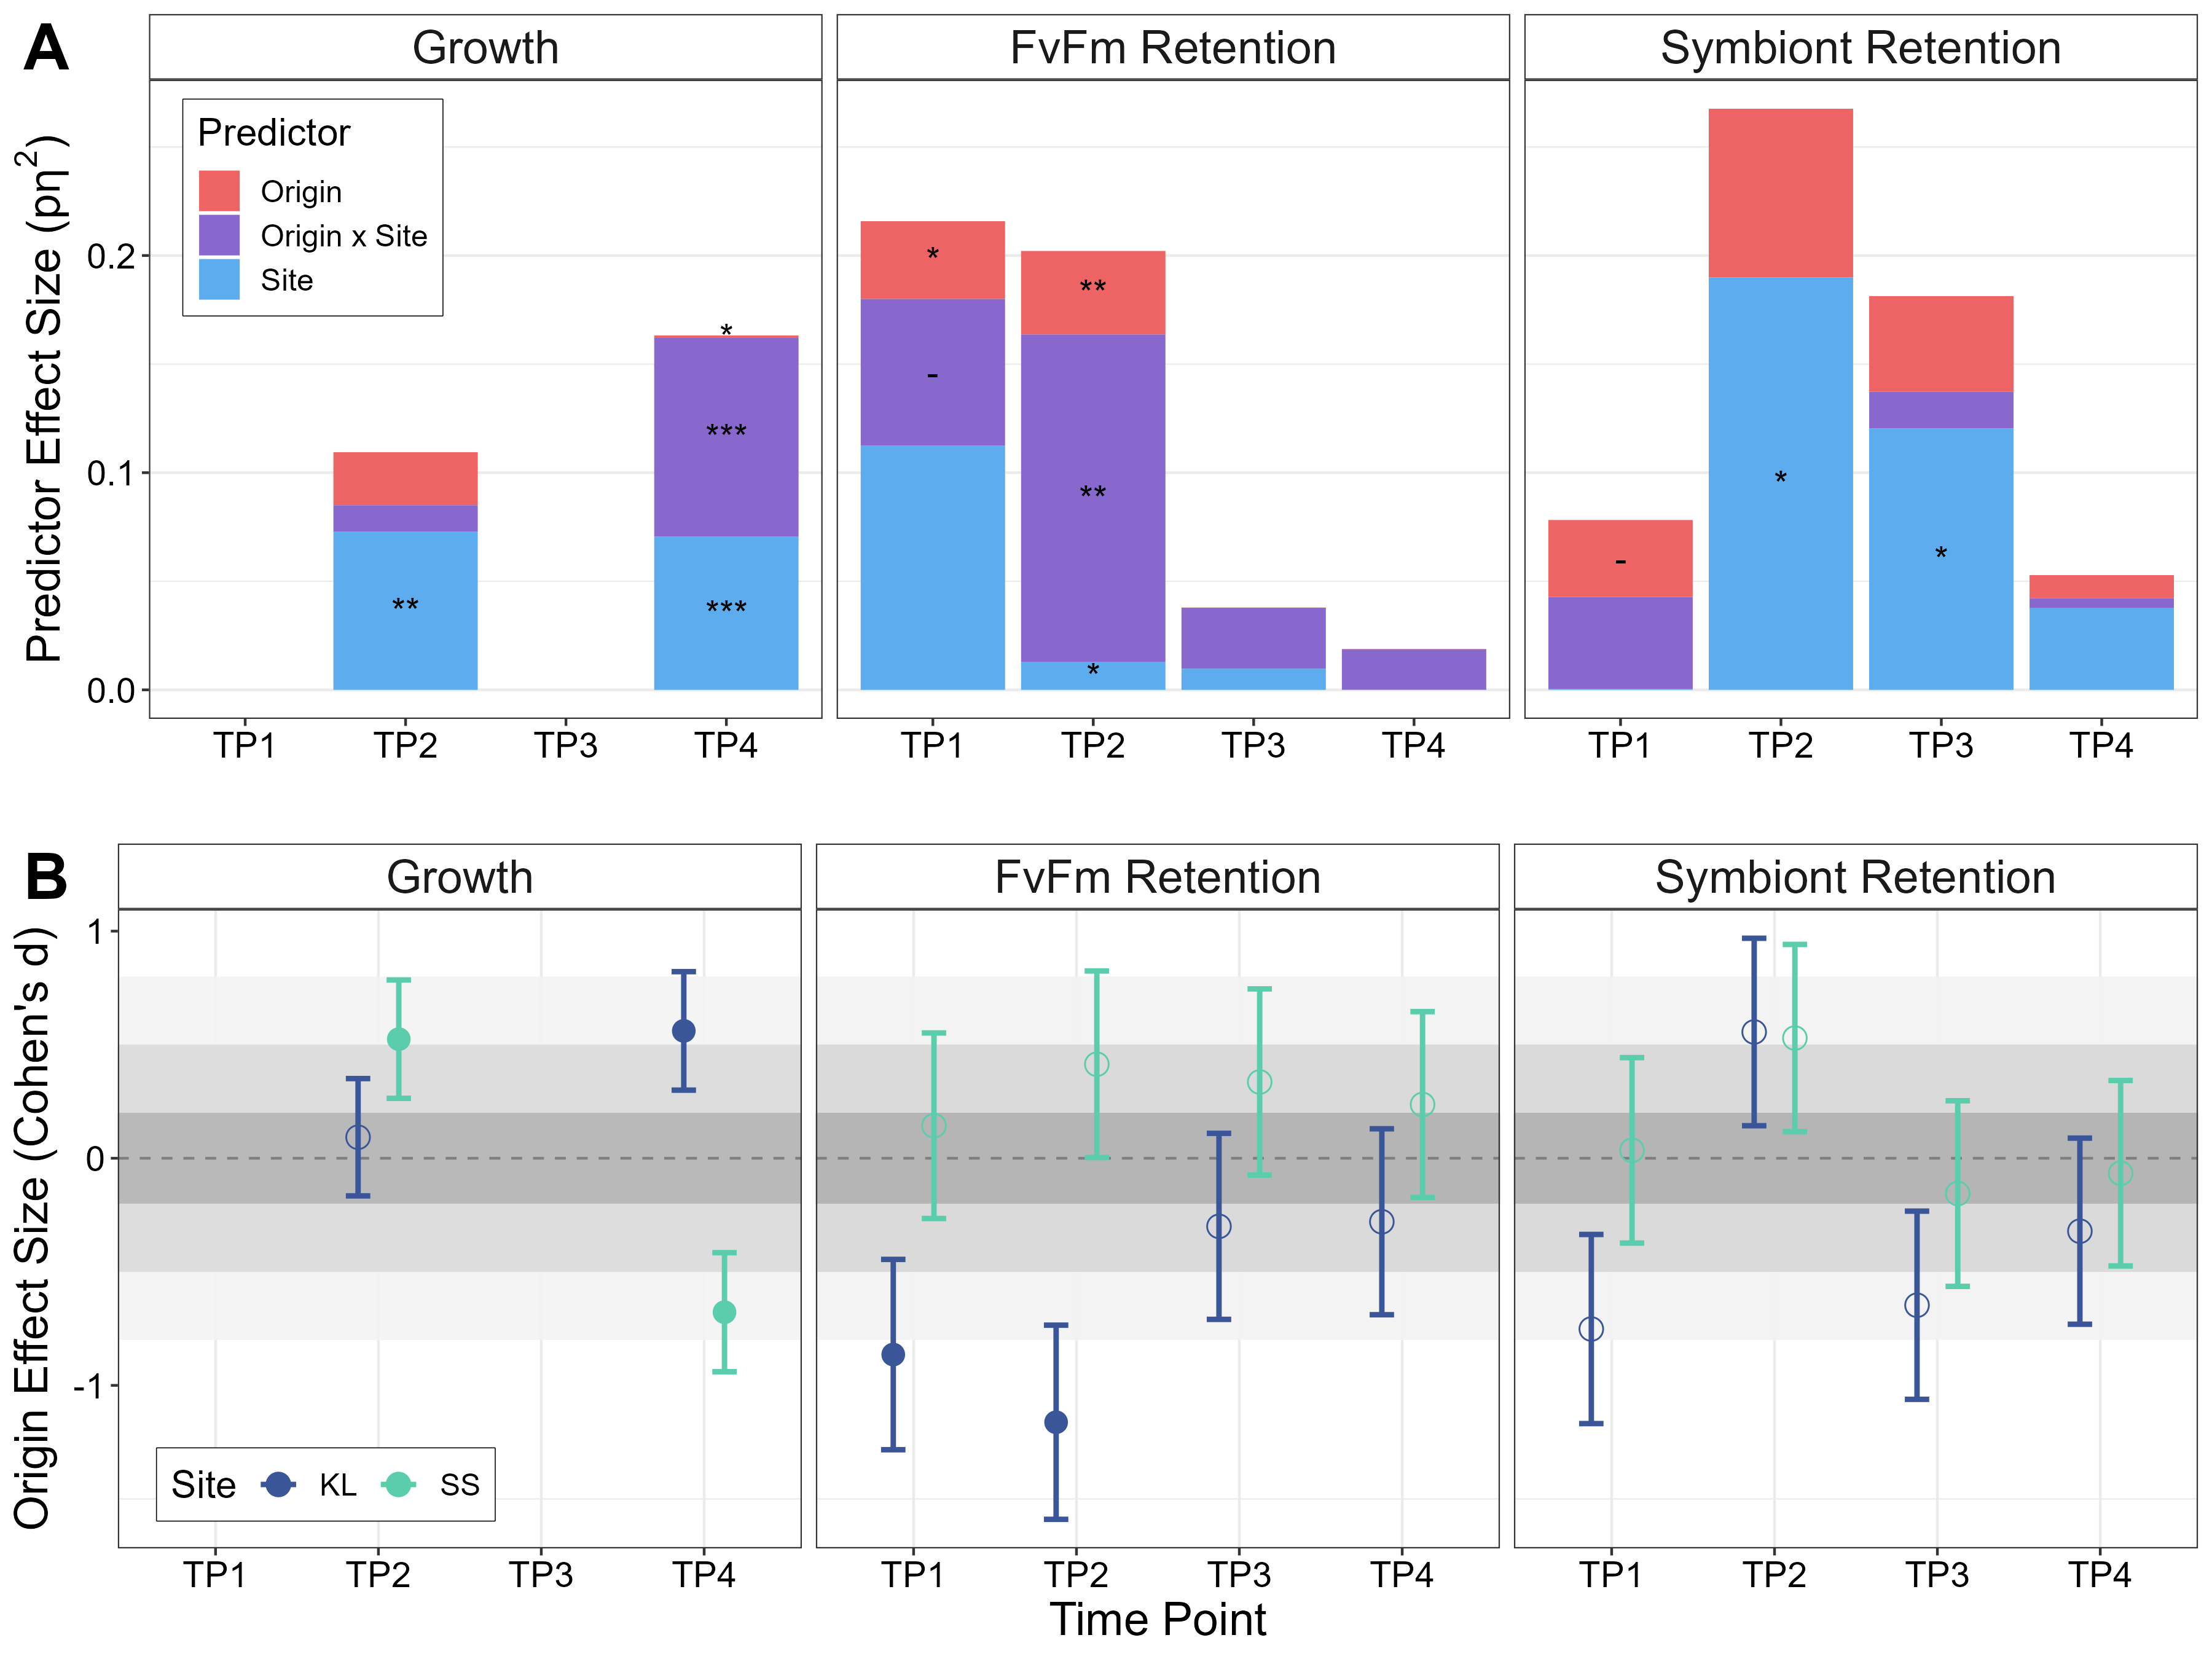 A
Growth
FvFm Retention
Symbiont Retention
Predictor Effect Size (pη²)
0.2
0.1
0.0
Predictor
Origin
Origin x Site
Site
**
*
***
***
*
-
**
**
*
-
*
*
TP1 TP2 TP3 TP4
TP1 TP2 TP3 TP4
TP1 TP2 TP3 TP4
B
Growth
FvFm Retention
Symbiont Retention
Origin Effect Size (Cohen's d)
1
0
-1
Site KL SS
TP1 TP2 TP3 TP4
TP1 TP2 TP3 TP4
TP1 TP2 TP3 TP4
Time Point